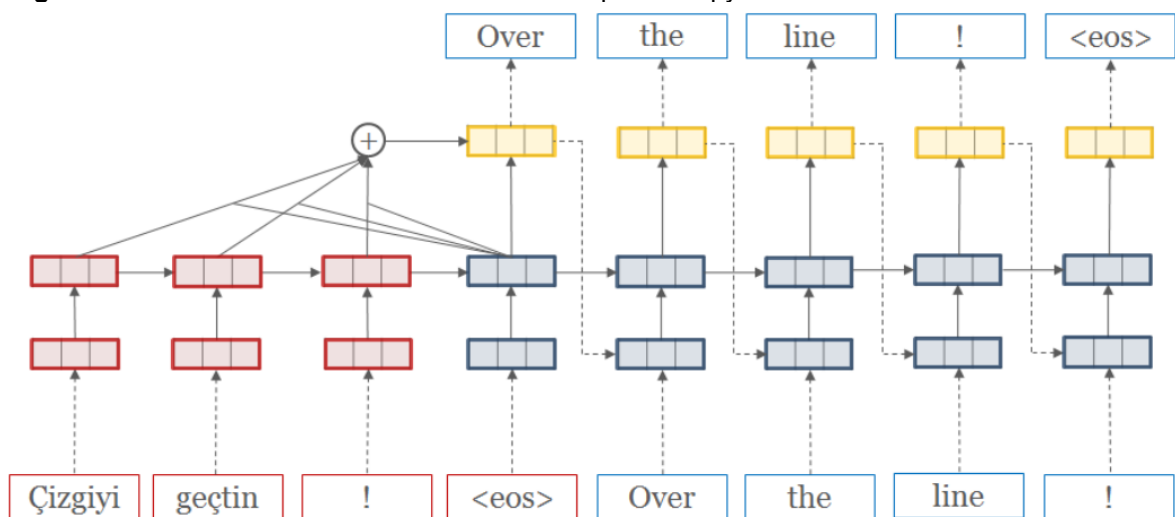 Over the line ! <eos>
+
Çizgiyi geçtin ! <eos> Over the line !